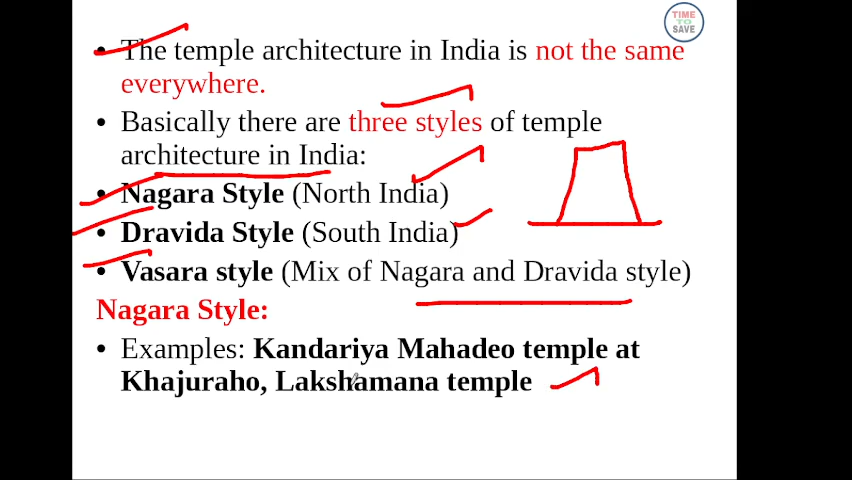 TIME
TO
SAVE
• The temple architecture in India is not the same
everywhere.
• Basically there are three styles of temple
architecture in India:
• Nagara Style (North India)
• Dravida Style (South India)
• Vasara style (Mix of Nagara and Dravida style)
Nagara Style:
• Examples: Kandariya Mahadeo temple at
Khajuraho, Lakshamana temple